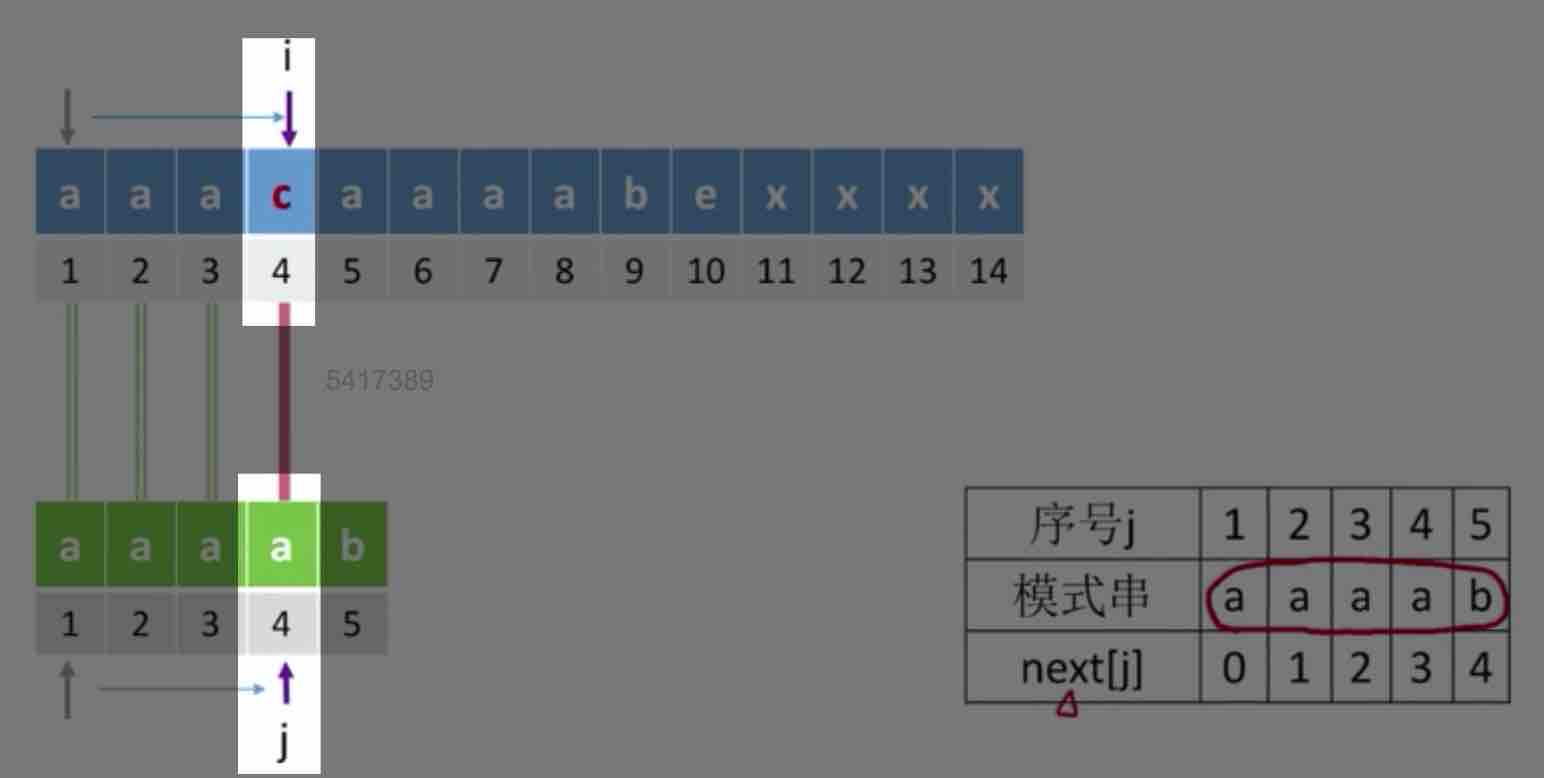 i
a a a c a a a a b e x x x x
1 2 3 4 5 6 7 8 9 10 11 12 13 14
5417389
a a a a b
1 2 3 4 5
j
序号j 1 2 3 4 5
模式串 a a a a b
next[j] 0 1 2 3 4